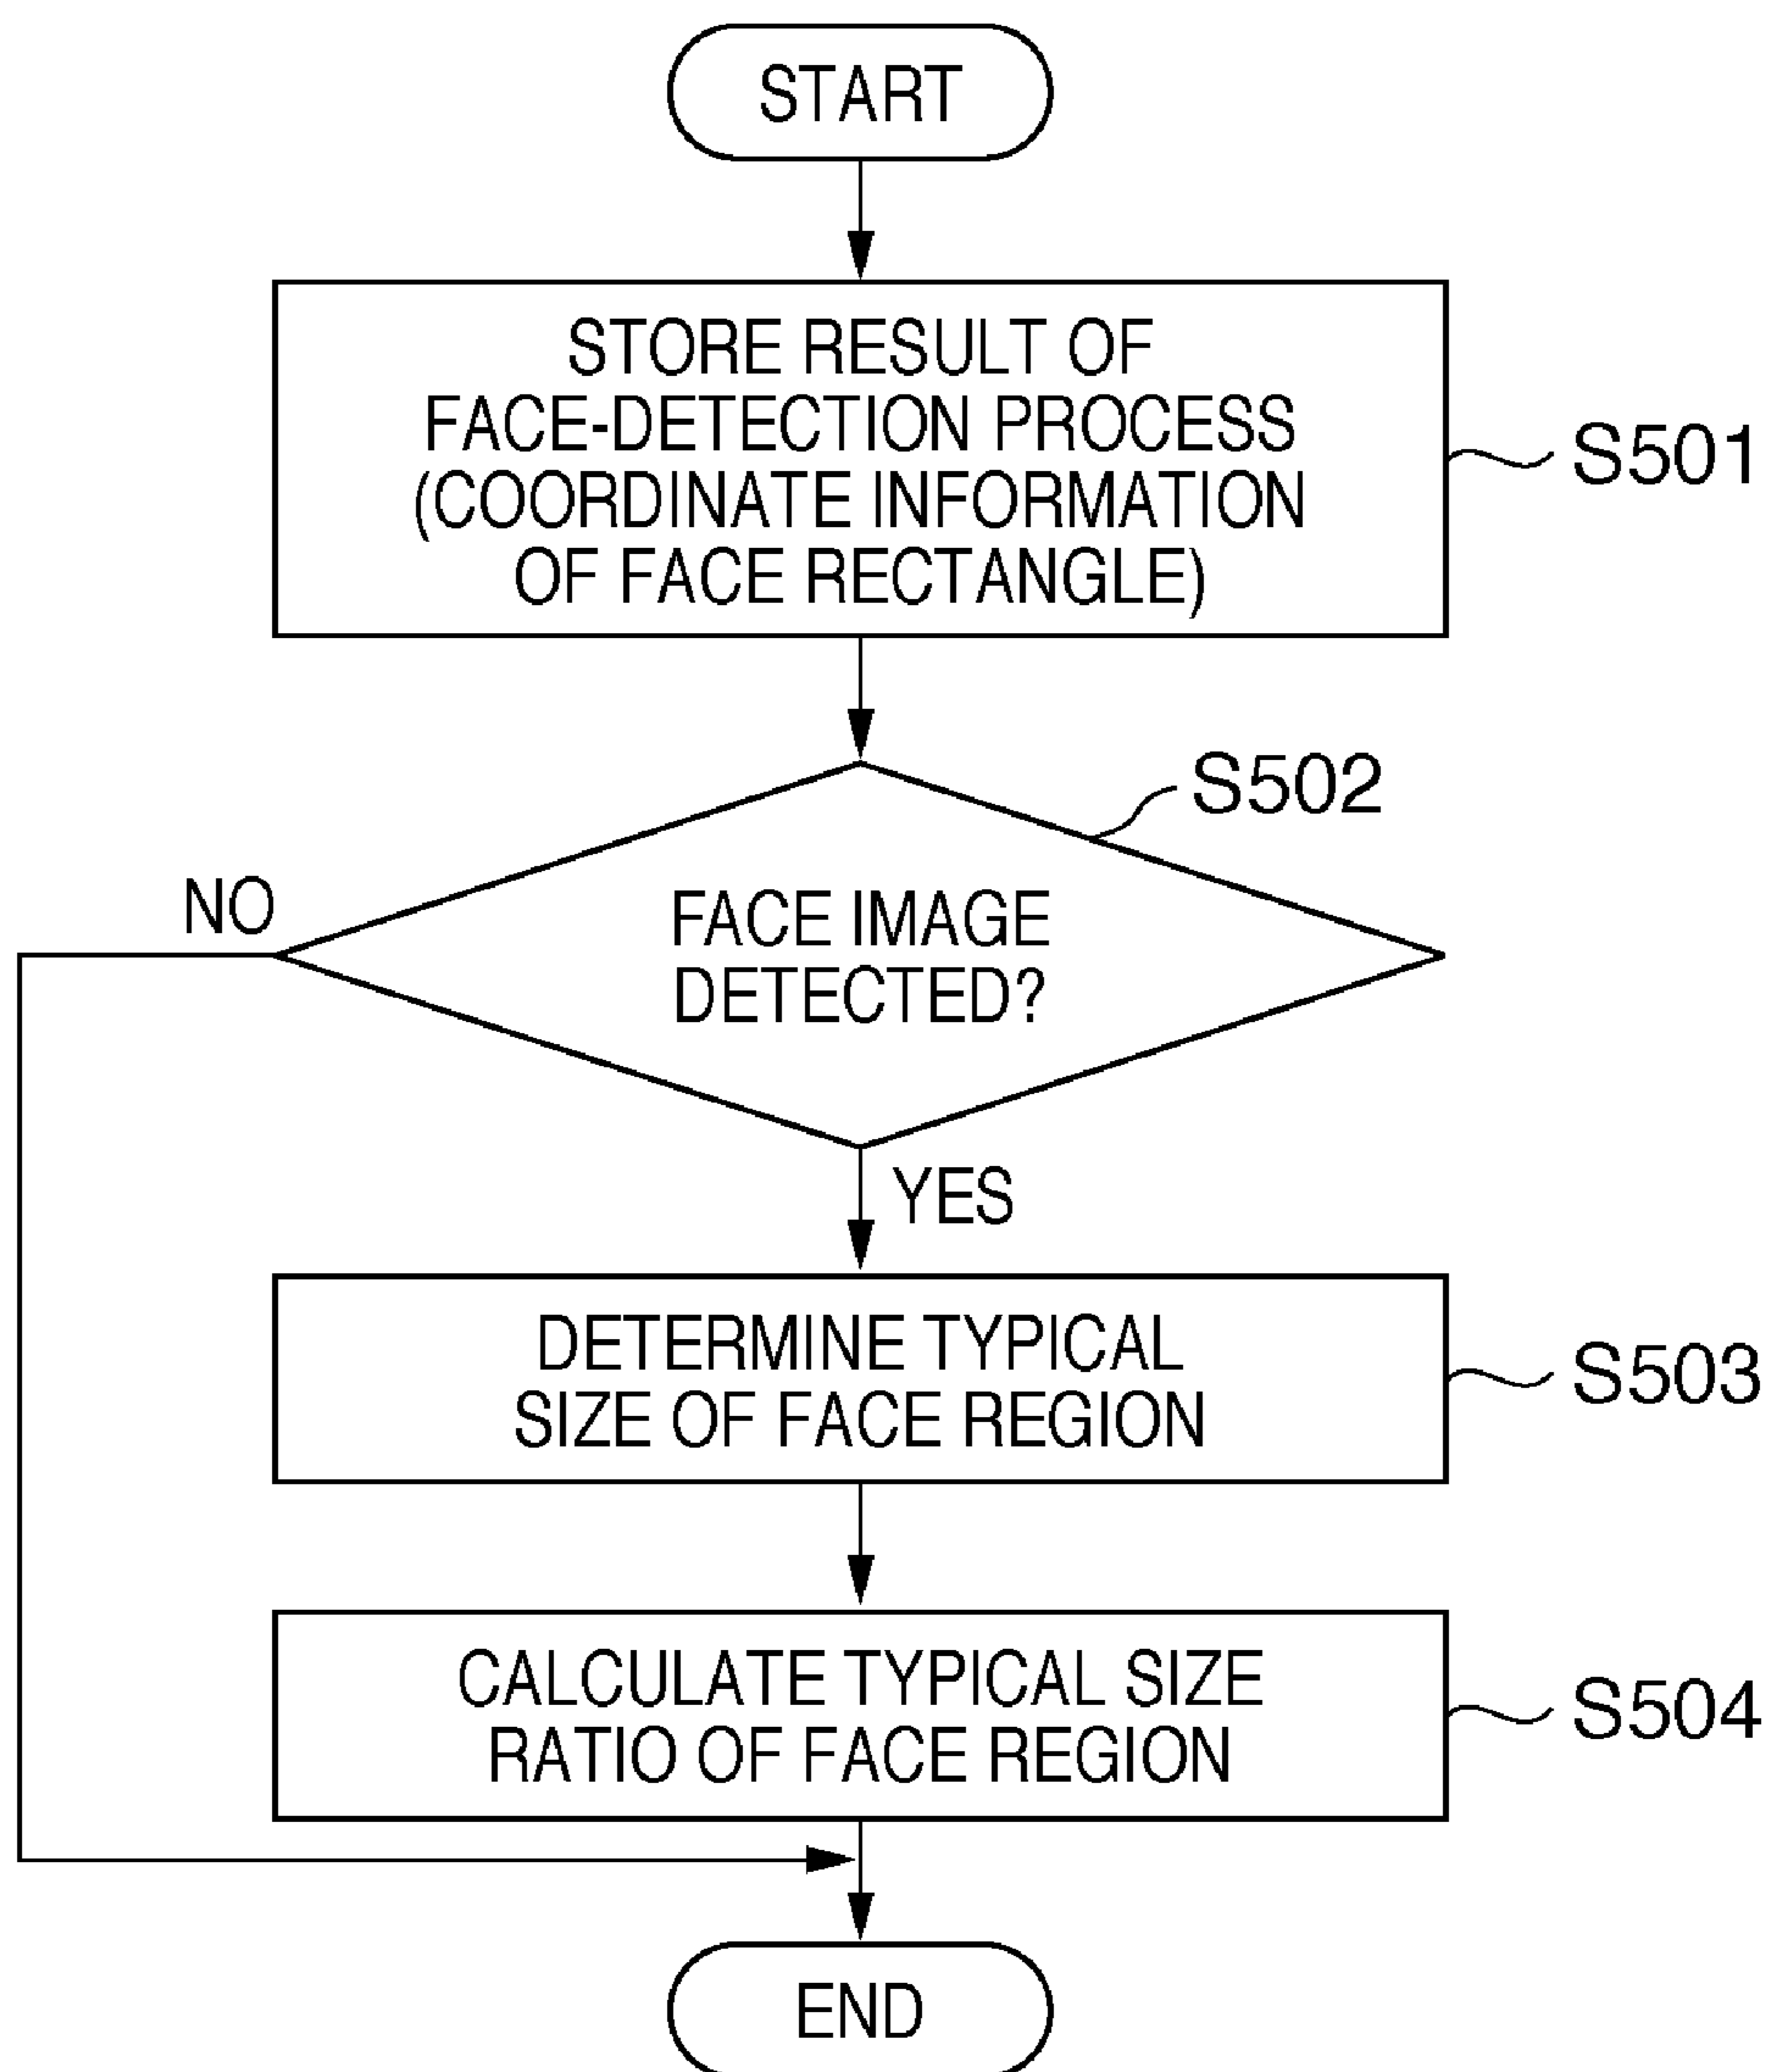 START
STORE RESULT OF
FACE-DETECTION PROCESS
(COORDINATE INFORMATION
OF FACE RECTANGLE)
S501
S502
NO
FACE IMAGE
DETECTED?
YES
DETERMINE TYPICAL
SIZE OF FACE REGION
S503
CALCULATE TYPICAL SIZE
RATIO OF FACE REGION
S504
END